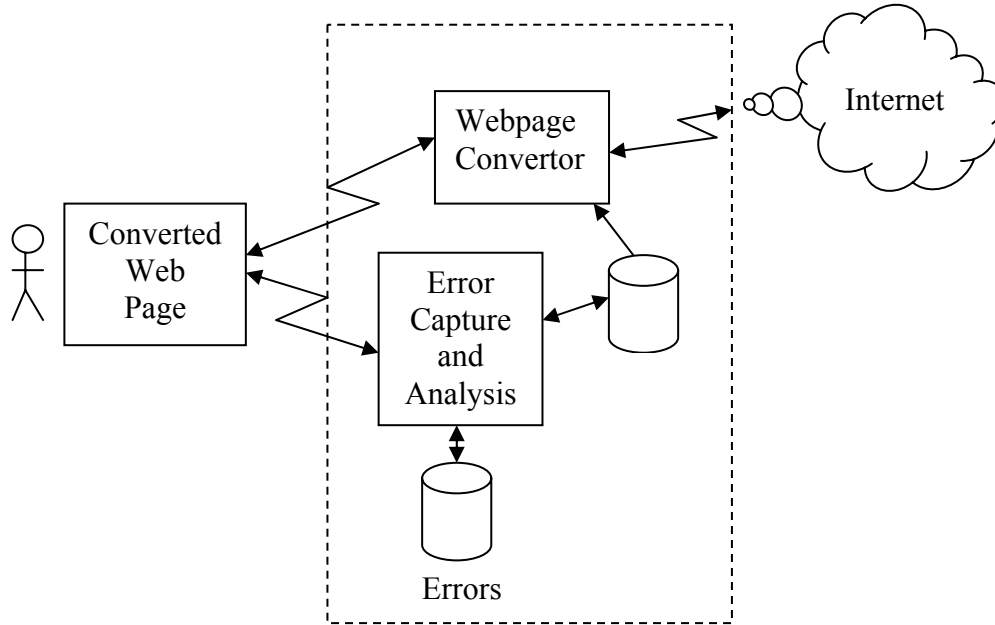 Internet
Webpage
Convertor
Converted
Web
Page
Error
Capture
and
Analysis
Errors